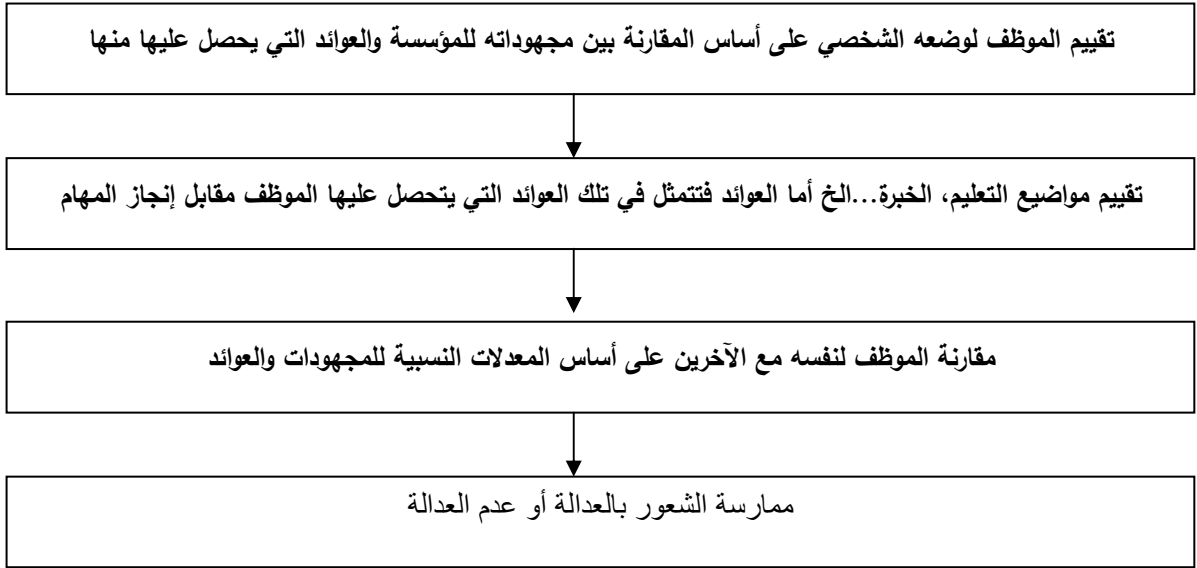 تقييم الموظف لوضعه الشخصي على أساس المقارنة بين مجهوداته للمؤسسة والعوائد التي يحصل عليها منها
تقييم مواضيع التعليم، الخبرة...الخ أما العوائد فتتمثل في تلك العوائد التي يتحصل عليها الموظف مقابل إنجاز المهام
مقارنة الموظف لنفسه مع الآخرين على أساس المعدلات النسبية للمجهودات والعوائد
ممارسة الشعور بالعدالة أو عدم العدالة